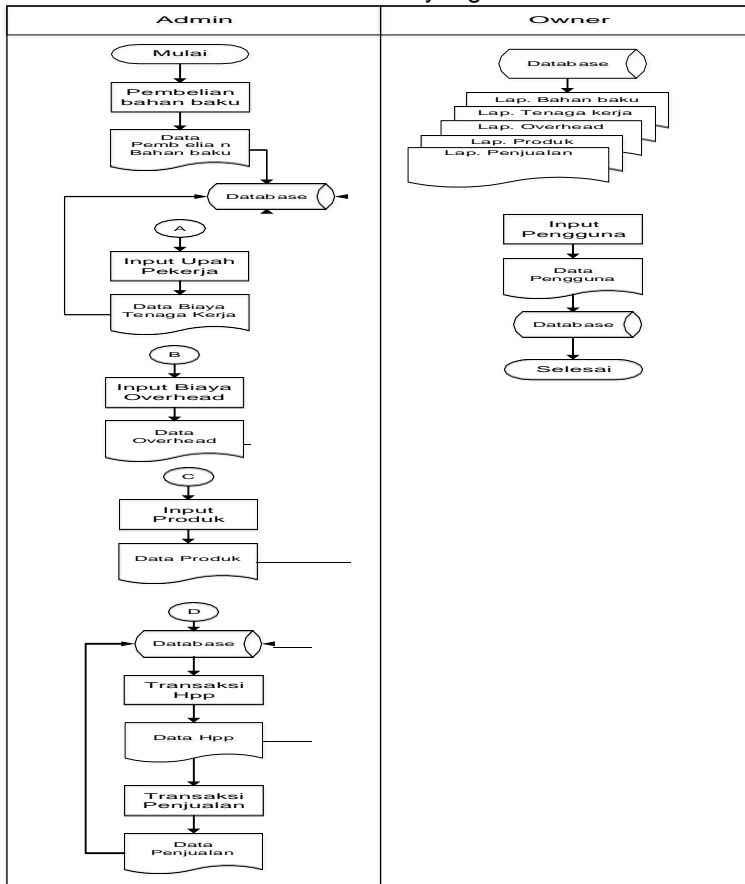 Admin
Mulai
Pembelian
bahan baku
Data
Pemb elia n
Bahan baku
Database
A
Input Upah
Pekerja
Data Biaya
Tenaga Kerja
B
Input Biaya
Overhead
Data
Overhead
C
Input
Produk
Data Produk
D
Database
Transaksi
Hpp
Data Hpp
Transaksi
Penjualan
Data
Penjualan
Owner
Database
Lap. Bahan baku
Lap. Tenaga kerja
Lap. Overhead
Lap. Produk
Lap. Penjualan
Input
Pengguna
Data
Pengguna
Database
Selesai